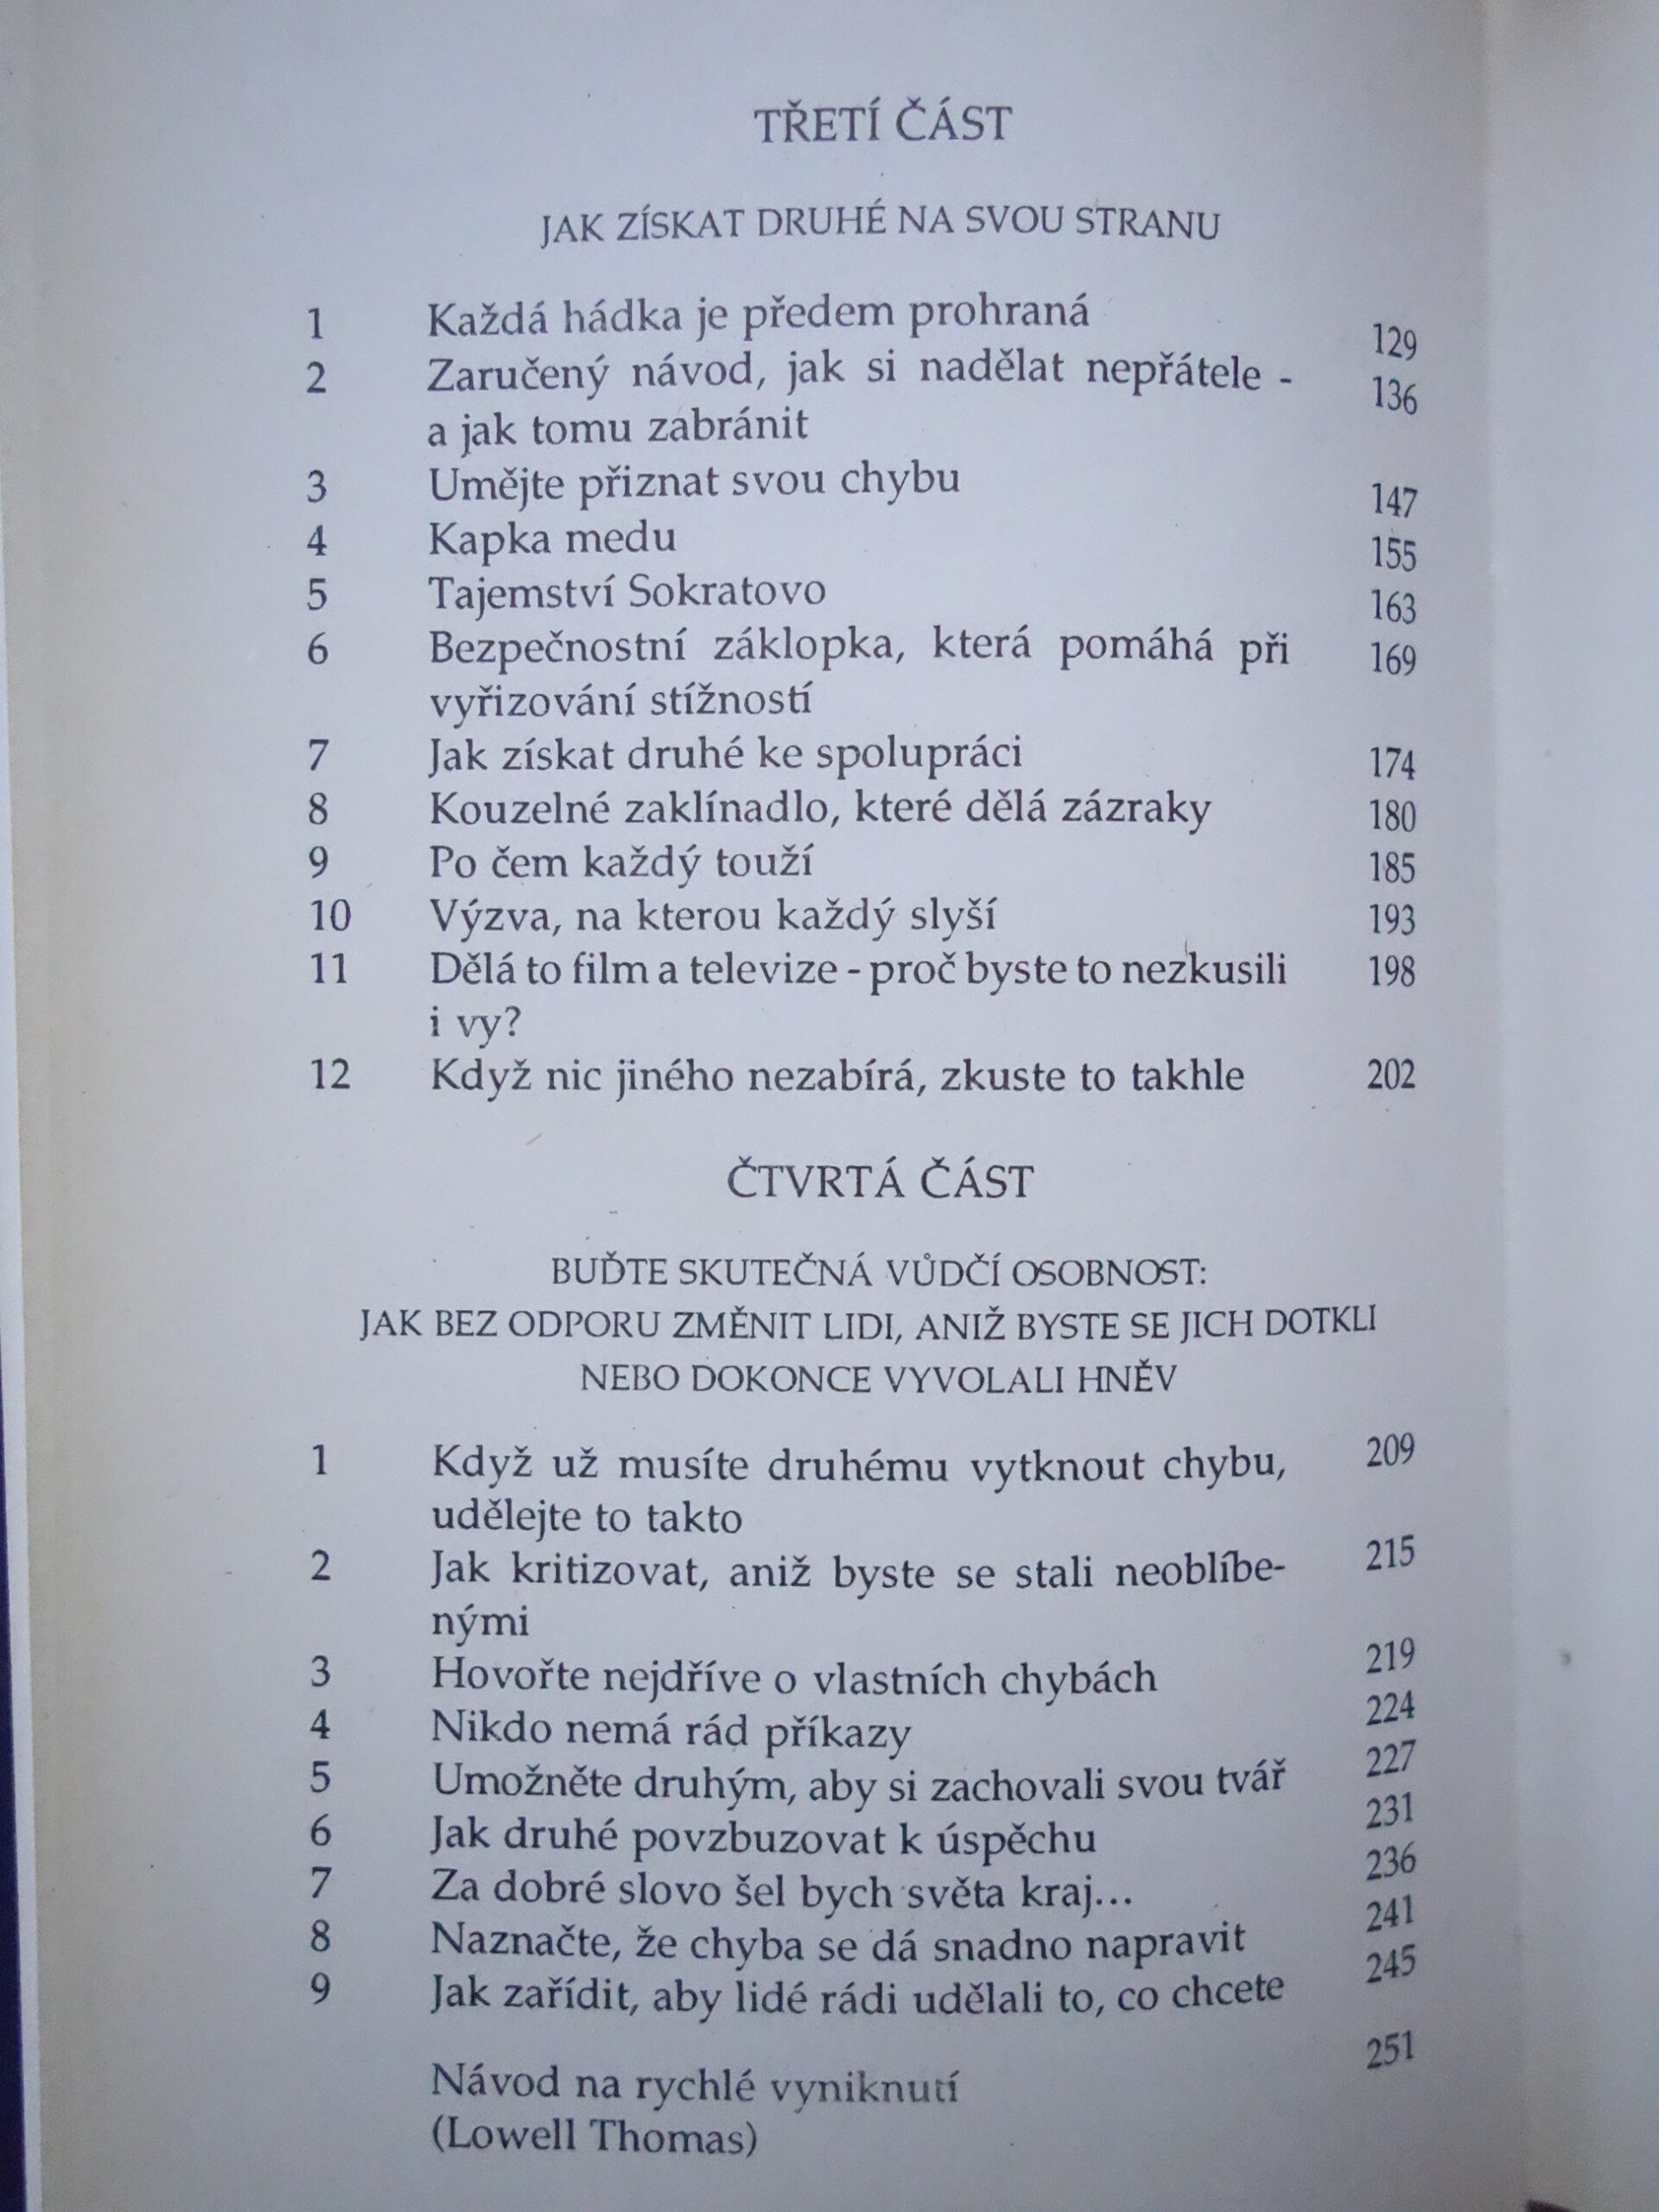 TŘETÍ ČÁST
JAK ZÍSKAT DRUHÉ NA SVOU STRANU
1 Každá hádka je předem prohraná 129
2 Zaručený návod, jak si nadělat nepřátele - 136
a jak tomu zabránit
3 Umějte přiznat svou chybu 147
4 Kapka medu 155
5 Tajemství Sokratovo 163
6 Bezpečnostní záklopka, která pomáhá při 169
vyřizování stížností
7 Jak získat druhé ke spolupráci 174
8 Kouzelné zaklínadlo, které dělá zázraky 180
9 Po čem každý touží 185
10 Výzva, na kterou každý slyší 193
11 Dělá to film a televize - proč byste to nezkusili 198
i vy?
12 Když nic jiného nezabírá, zkuste to takhle 202
ČTVRTÁ ČÁST
BUĎTE SKUTEČNÁ VŮDČÍ OSOBNOST:
JAK BEZ ODPORU ZMĚNIT LIDI, ANIŽ BYSTE SE JICH DOTKLI
NEBO DOKONCE VYVOLALI HNĚV
1 Když už musíte druhému vytknout chybu, 209
udělejte to takto
2 Jak kritizovat, aniž byste se stali neoblíbe- 215
nými
3 Hovořte nejdříve o vlastních chybách 219
4 Nikdo nemá rád příkazy 224
5 Umožněte druhým, aby si zachovali svou tvář 227
6 Jak druhé povzbuzovat k úspěchu 231
7 Za dobré slovo šel bych světa kraj... 236
8 Naznačte, že chyba se dá snadno napravit 241
9 Jak zařídit, aby lidé rádi udělali to, co chcete 245
Návod na rychlé vyniknutí 251
(Lowell Thomas)